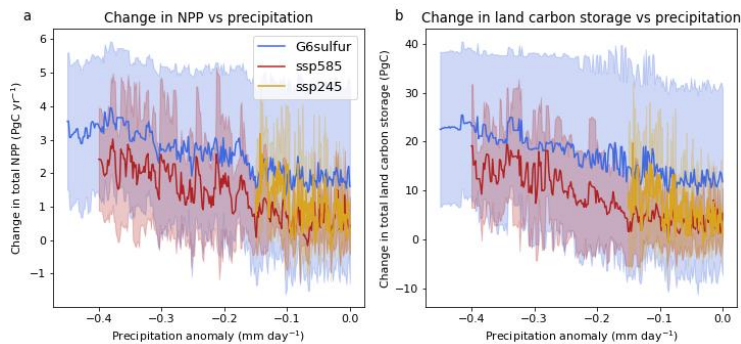 a
Change in NPP vs precipitation
6
5
4
3
2
1
0
−1
Change in total NPP (PgC yr⁻¹)
G6sulfur
ssp585
ssp245
−0.4
−0.3
−0.2
−0.1
0.0
Precipitation anomaly (mm day⁻¹)
b
Change in land carbon storage vs precipitation
40
30
20
10
0
−10
Change in total land carbon storage (PgC)
−0.4
−0.3
−0.2
−0.1
0.0
Precipitation anomaly (mm day⁻¹)